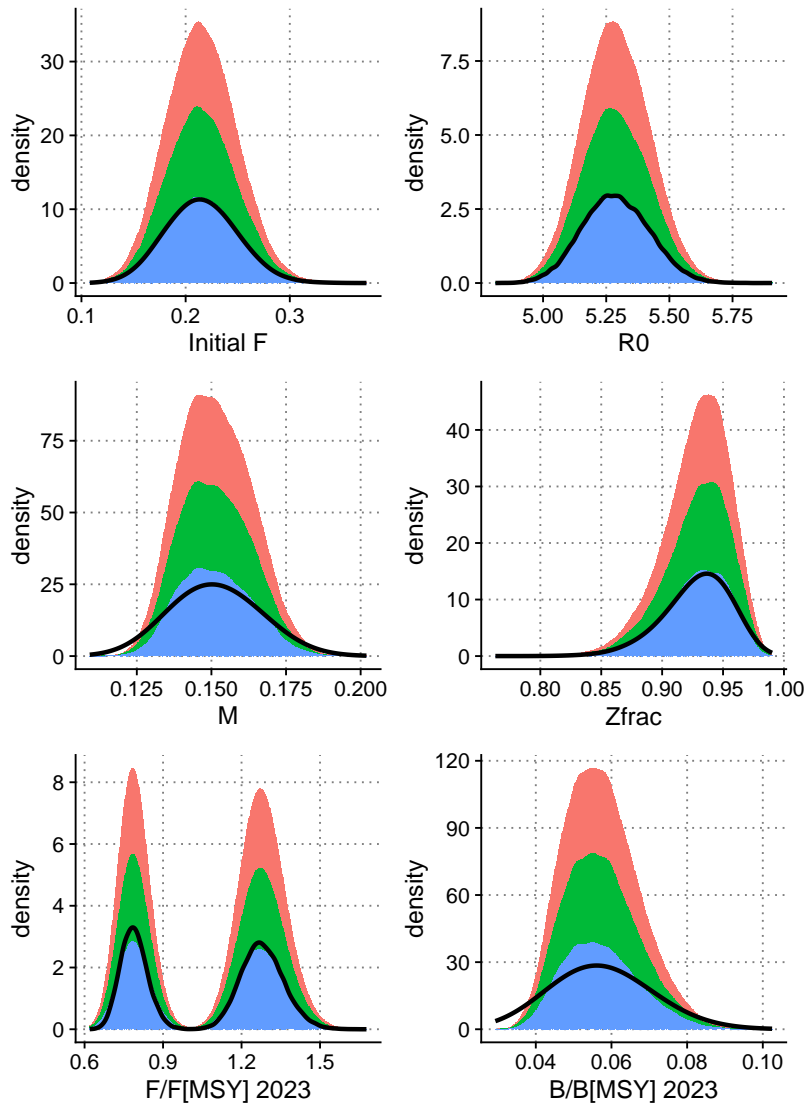 density
30
20
10
0
0.1 0.2 0.3
Initial F
density
7.5
5.0
2.5
0.0
5.00 5.25 5.50 5.75
R0
density
75
50
25
0
0.125 0.150 0.175 0.200
M
density
40
30
20
10
0
0.80 0.85 0.90 0.95 1.00
Zfrac
density
8
6
4
2
0
0.6 0.9 1.2 1.5
F/F[MSY] 2023
density
120
90
60
30
0
0.04 0.06 0.08 0.10
B/B[MSY] 2023